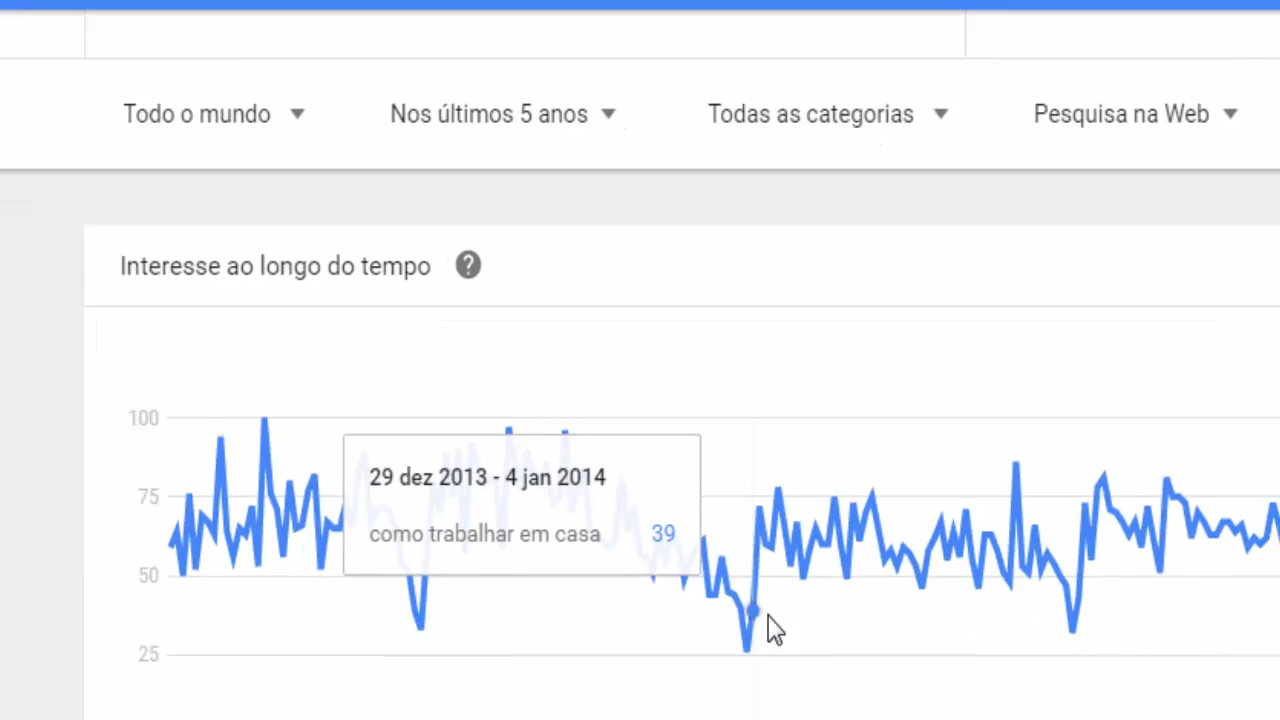 Todo o mundo Nos últimos 5 anos Todas as categorias Pesquisa na Web
Interesse ao longo do tempo ?
100
29 dez 2013 - 4 jan 2014
75
como trabalhar em casa 39
50
25